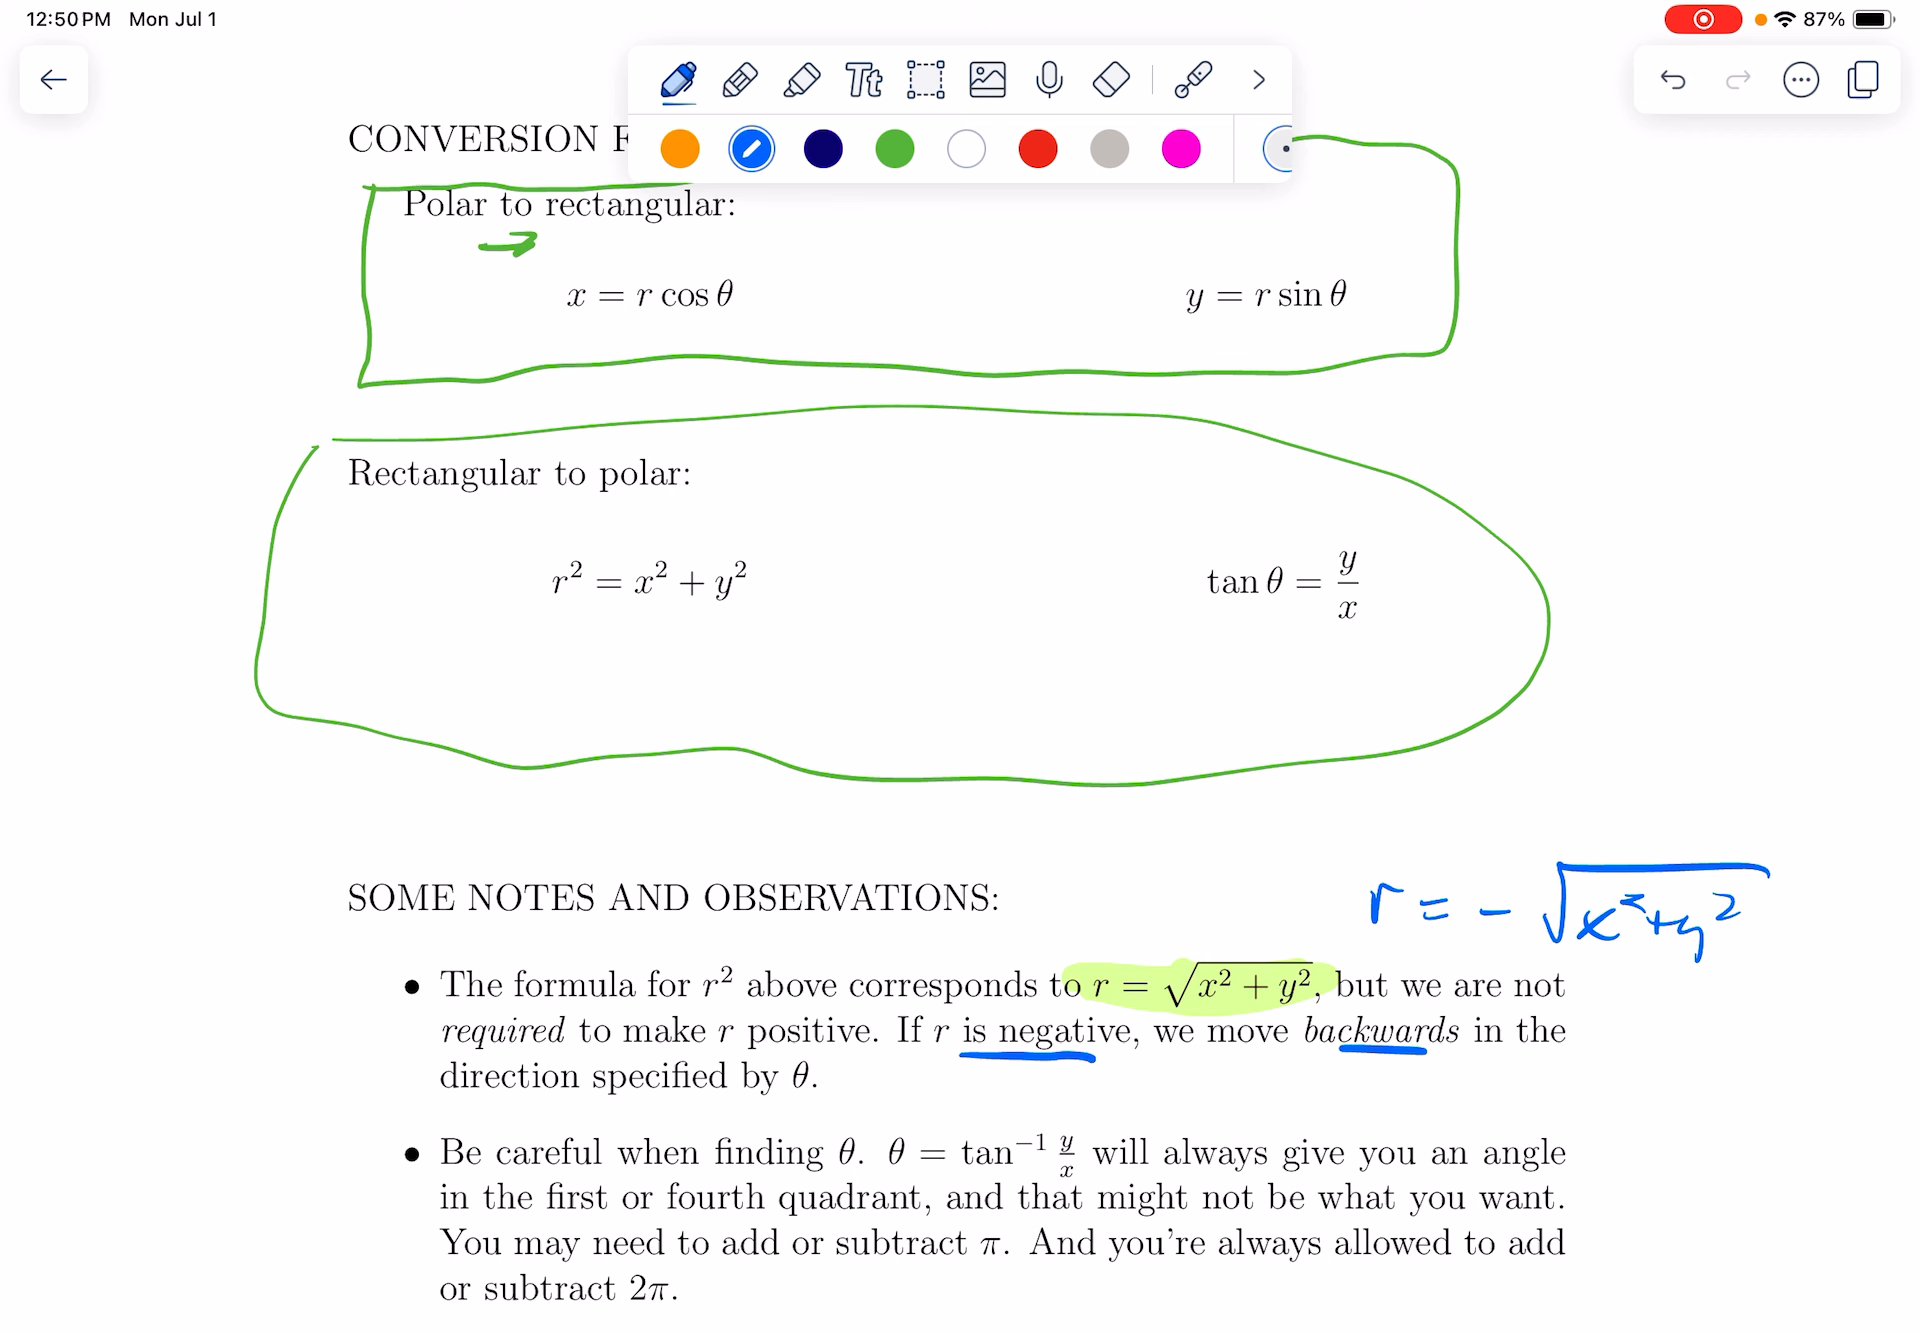 12:50 PM Mon Jul 1
87%
Tt
CONVERSION
Polar to rectangular:
x = r cos θ
y = r sin θ
Rectangular to polar:
r² = x² + y²
tan θ = y/x
r = - √x²+y²
SOME NOTES AND OBSERVATIONS:
• The formula for r² above corresponds to r = √x² + y², but we are not
required to make r positive. If r is negative, we move backwards in the
direction specified by θ.
• Be careful when finding θ. θ = tan⁻¹ y/x will always give you an angle
in the first or fourth quadrant, and that might not be what you want.
You may need to add or subtract π. And you're always allowed to add
or subtract 2π.